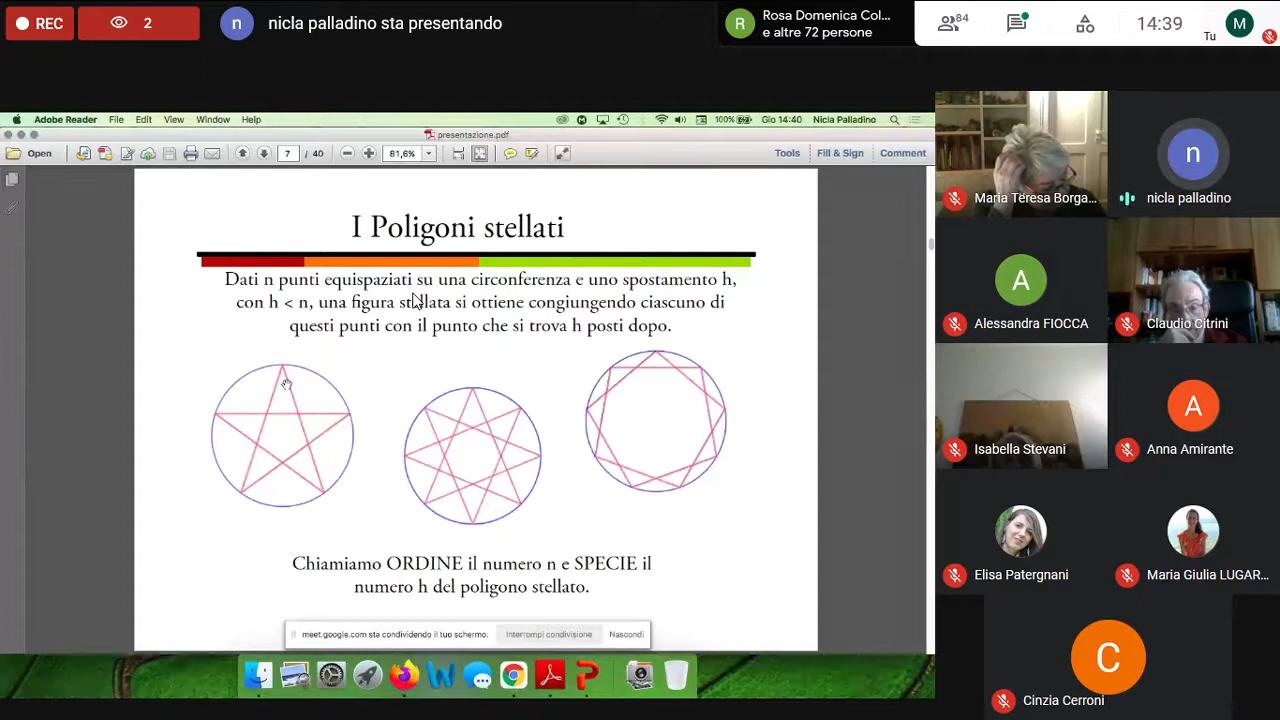 REC
2
n
nicla palladino sta presentando
R
Rosa Domenica Col...
e altre 72 persone
84
14:39
Tu
M
Adobe Reader File Edit View Window Help
100%
Gio 14:40 Nicla Palladino
presentazione.pdf
Open
7 / 40
81,6%
Tools Fill & Sign Comment
I Poligoni stellati
Dati n punti equispaziati su una circonferenza e uno spostamento h,
con h < n, una figura stellata si ottiene congiungendo ciascuno di
questi punti con il punto che si trova h posti dopo.
Chiamiamo ORDINE il numero n e SPECIE il
numero h del poligono stellato.
meet.google.com sta condividendo il tuo schermo. Interrompi condivisione Nascondi
Maria Teresa Borga...
n
nicla palladino
A
Alessandra FIOCCA
Claudio Citrini
Isabella Stevani
A
Anna Amirante
Elisa Patergnani
Maria Giulia LUGAR...
C
Cinzia Cerroni